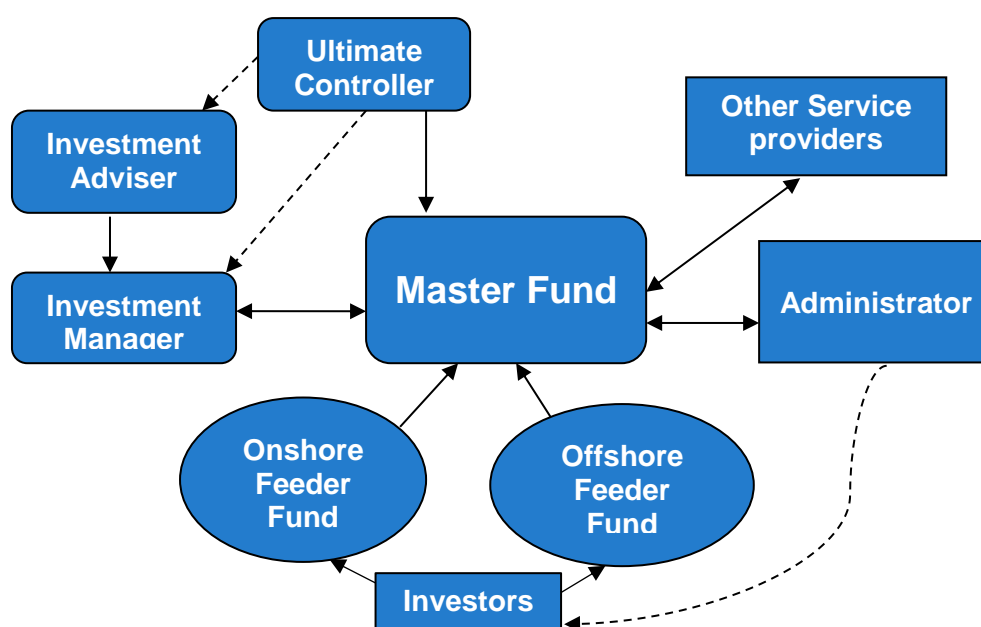 Ultimate
Controller
Other Service
providers
Investment
Adviser
Master Fund
Investment
Manager
Administrator
Onshore
Feeder
Fund
Offshore
Feeder
Fund
Investors